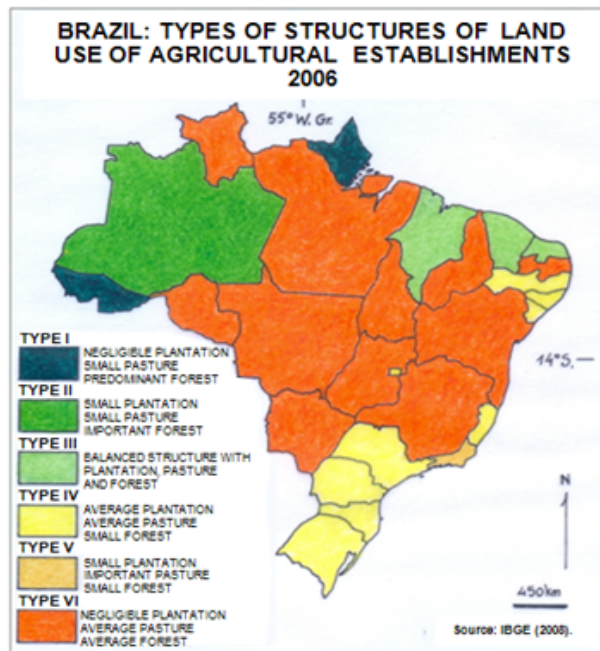 BRAZIL: TYPES OF STRUCTURES OF LAND
USE OF AGRICULTURAL ESTABLISHMENTS
2006
55° W. Gr.
14° S.
TYPE I
NEGLIGIBLE PLANTATION
SMALL PASTURE
PREDOMINANT FOREST
TYPE II
SMALL PLANTATION
SMALL PASTURE
IMPORTANT FOREST
TYPE III
BALANCED STRUCTURE WITH
PLANTATION, PASTURE
AND FOREST
TYPE IV
AVERAGE PLANTATION
AVERAGE PASTURE
SMALL FOREST
TYPE V
SMALL PLANTATION
IMPORTANT PASTURE
SMALL FOREST
TYPE VI
NEGLIGIBLE PLANTATION
AVERAGE PASTURE
AVERAGE FOREST
N
450km
Source: IBGE (2008).